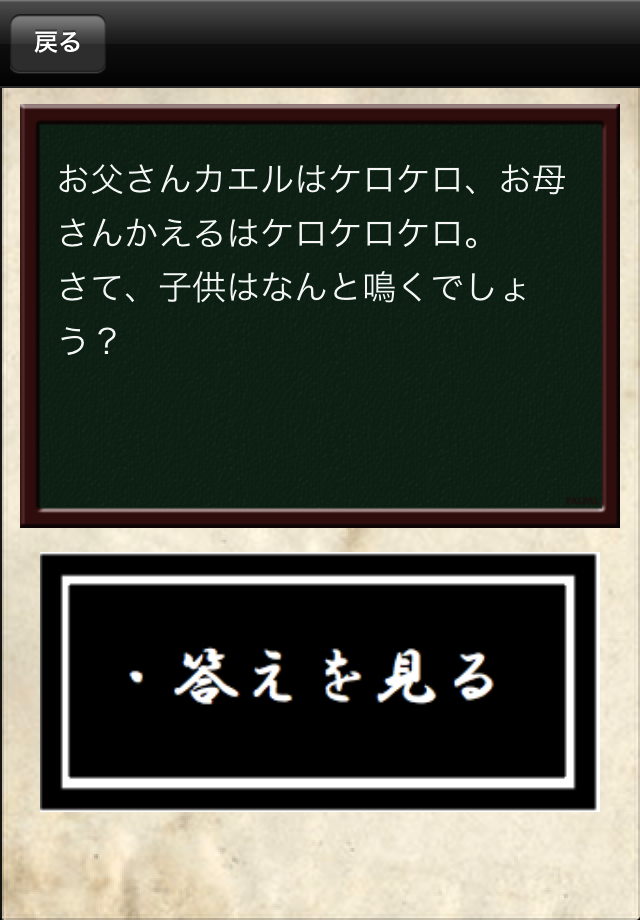 戻る
お父さんカエルはケロケロ、お母
さんかえるはケロケロケロ。
さて、子供はなんと鳴くでしょ
う？
・答えを見る